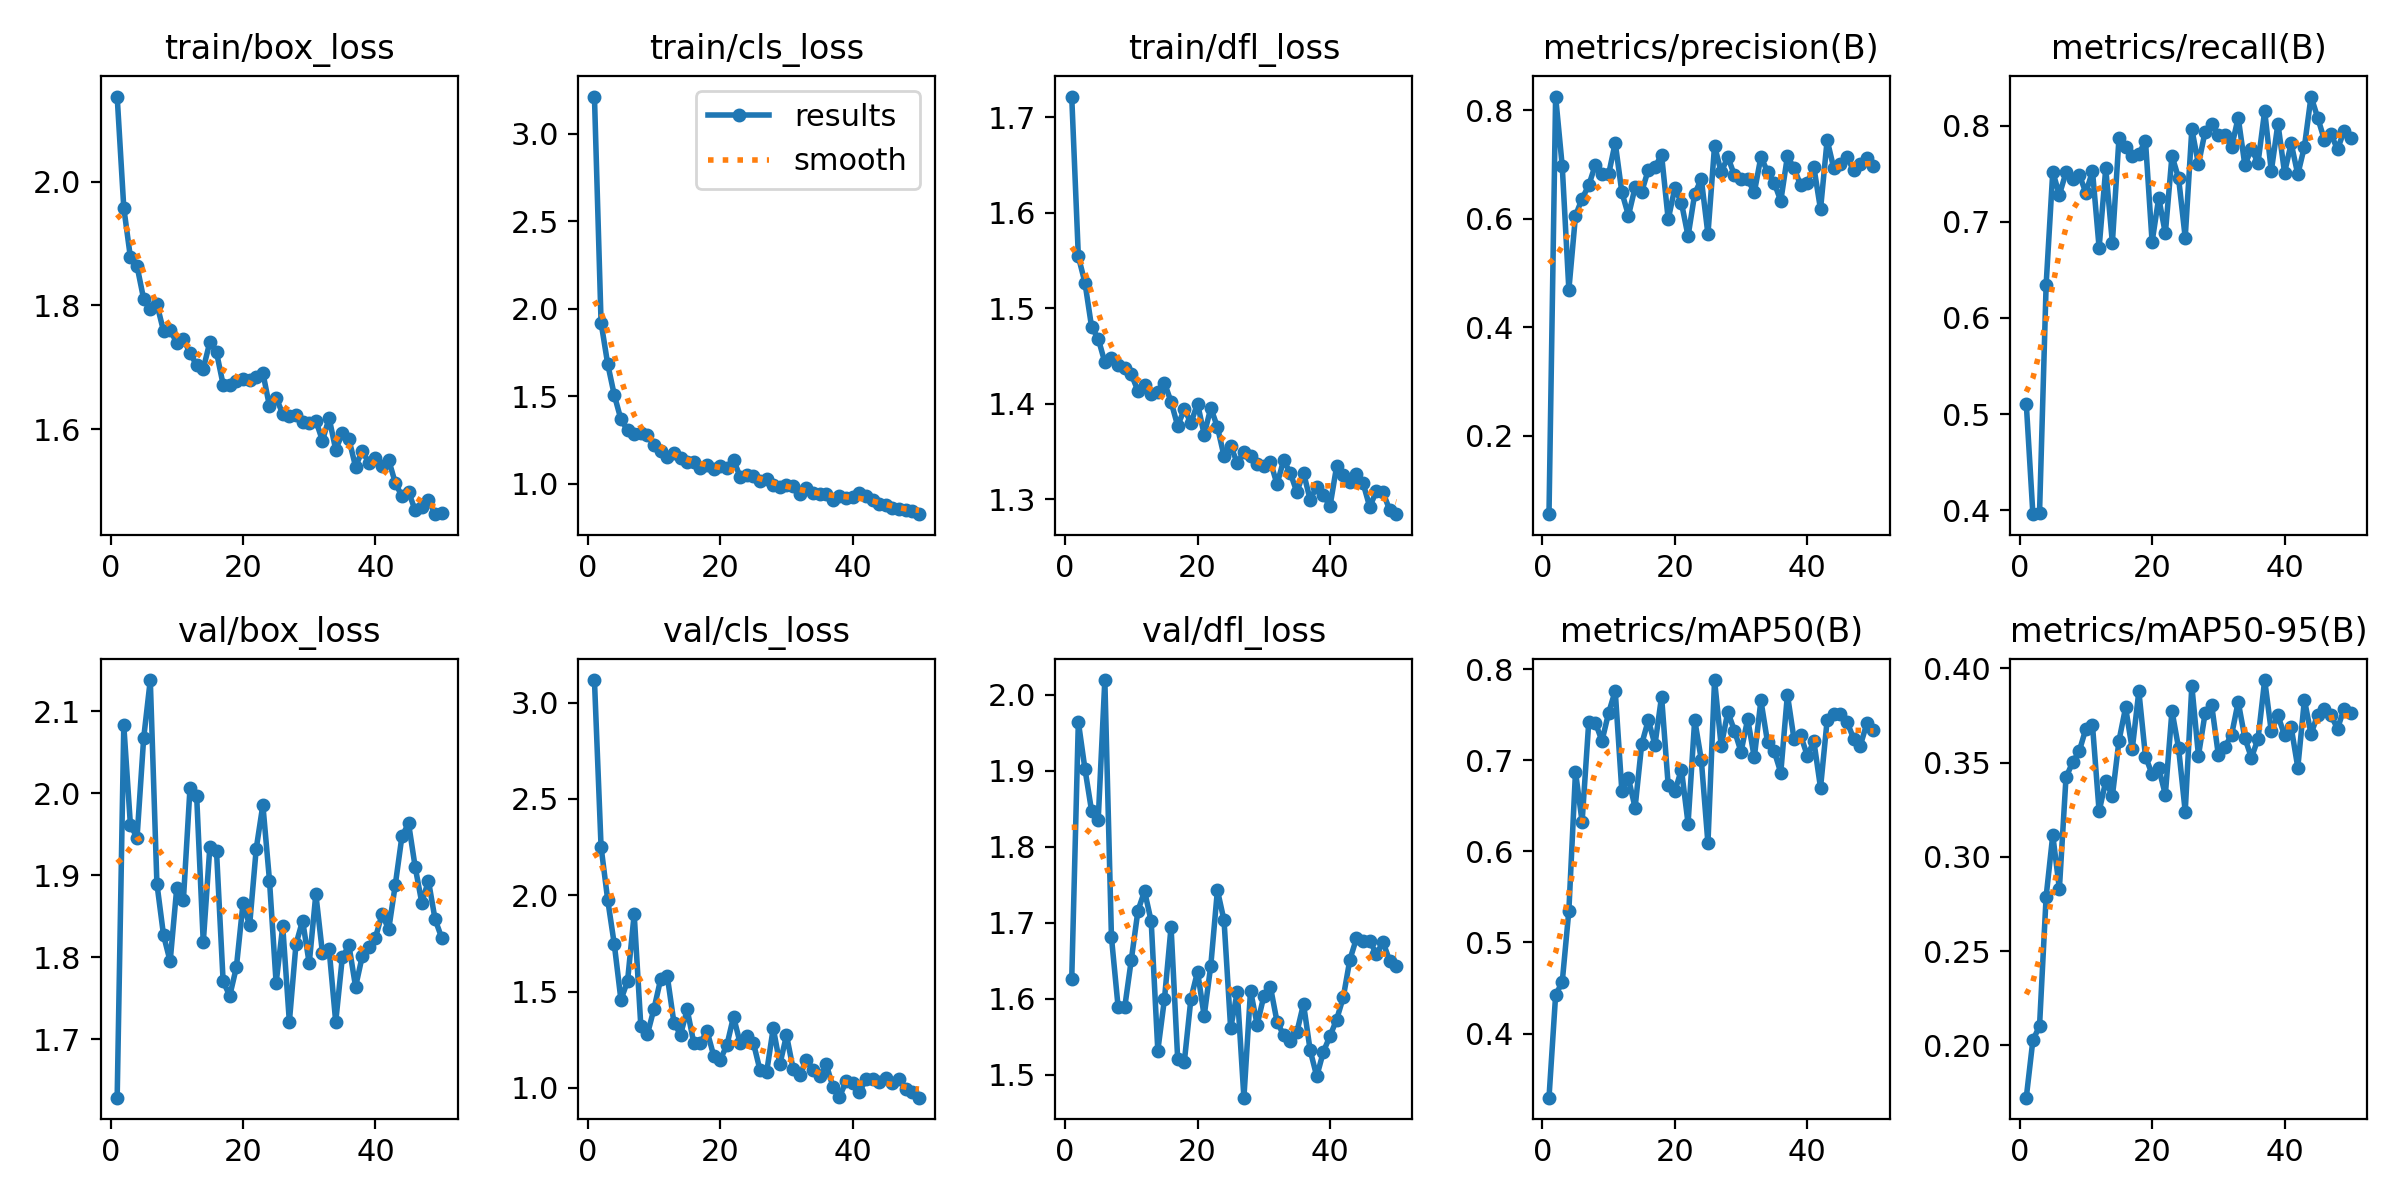 train/box_loss
2.0
1.8
1.6
0 20 40
train/cls_loss
results
smooth
3.0
2.5
2.0
1.5
1.0
0 20 40
train/dfl_loss
1.7
1.6
1.5
1.4
1.3
0 20 40
metrics/precision(B)
0.8
0.6
0.4
0.2
0 20 40
metrics/recall(B)
0.8
0.7
0.6
0.5
0.4
0 20 40
val/box_loss
2.1
2.0
1.9
1.8
1.7
0 20 40
val/cls_loss
3.0
2.5
2.0
1.5
1.0
0 20 40
val/dfl_loss
2.0
1.9
1.8
1.7
1.6
1.5
0 20 40
metrics/mAP50(B)
0.8
0.7
0.6
0.5
0.4
0 20 40
metrics/mAP50-95(B)
0.40
0.35
0.30
0.25
0.20
0 20 40